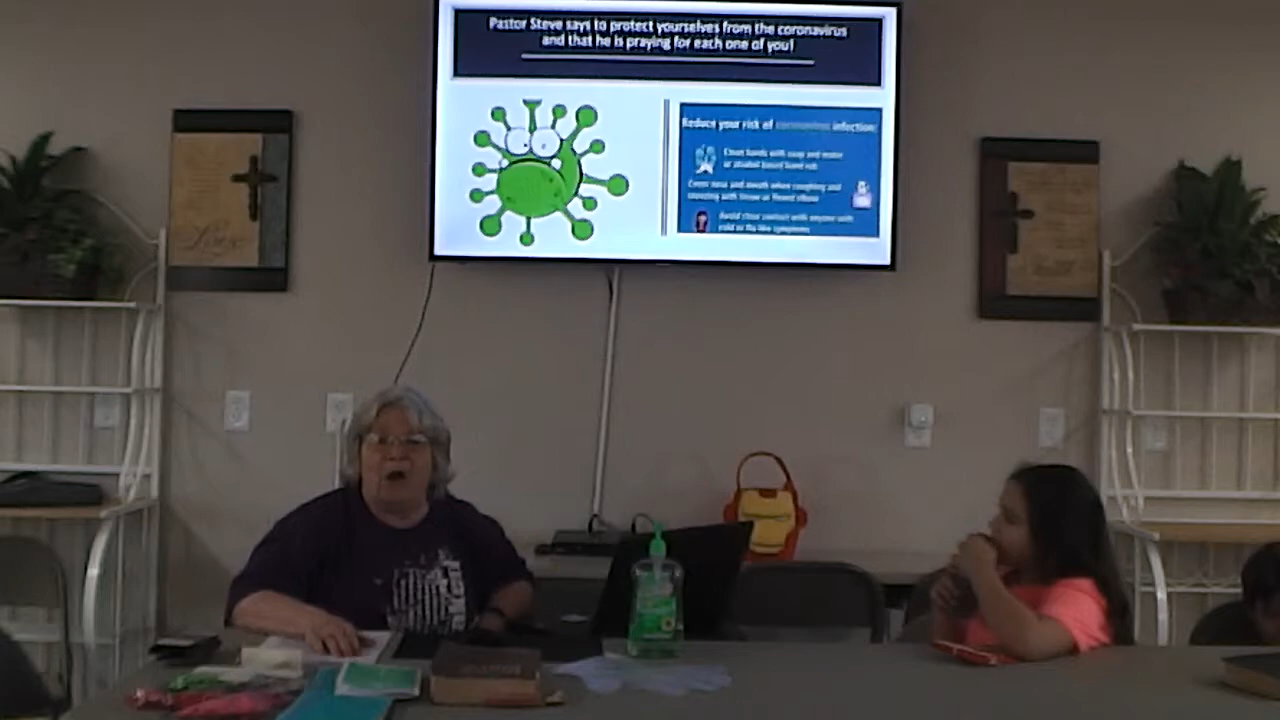 Pastor Steve says to protect yourselves from the coronavirus
and that he is praying for each one of you!
Reduce your risk of coronavirus infection:
Clean hands with soap and water
or alcohol based hand rub
Cover nose and mouth when coughing and
sneezing with tissue or flexed elbow
Avoid close contact with anyone with
cold or flu like symptoms